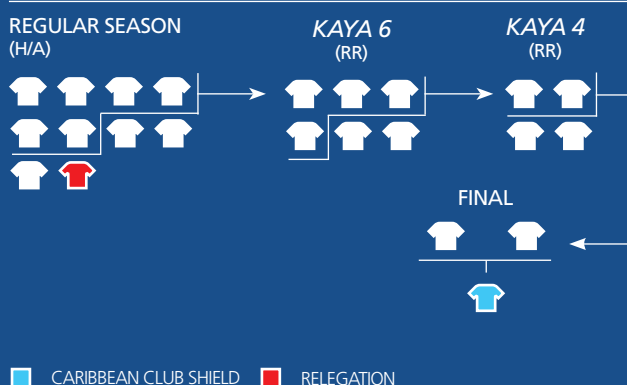 REGULAR SEASON
(H/A)
KAYA 6
(RR)
KAYA 4
(RR)
FINAL
CARIBBEAN CLUB SHIELD
RELEGATION